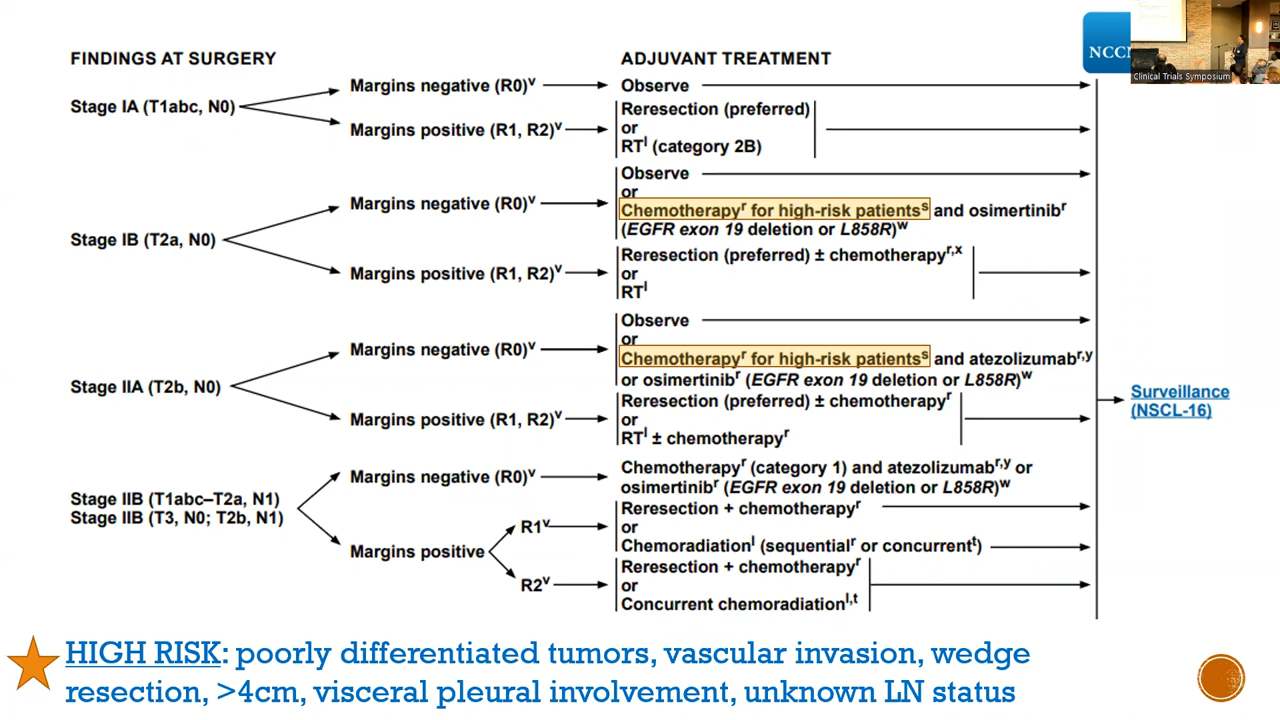 FINDINGS AT SURGERY
ADJUVANT TREATMENT
NCC
Clinical Trials Symposium
Stage IA (T1abc, N0)
Margins negative (R0)ᵛ
Observe
Margins positive (R1, R2)ᵛ
Reresection (preferred)
or
RTˡ (category 2B)
Stage IB (T2a, N0)
Margins negative (R0)ᵛ
Observe
or
Chemotherapyʳ for high-risk patientsˢ and osimertinibʳ
(EGFR exon 19 deletion or L858R)ʷ
Margins positive (R1, R2)ᵛ
Reresection (preferred) ± chemotherapyʳ,ˣ
or
RTˡ
Stage IIA (T2b, N0)
Margins negative (R0)ᵛ
Observe
or
Chemotherapyʳ for high-risk patientsˢ and atezolizumabʳ,ʸ
or osimertinibʳ (EGFR exon 19 deletion or L858R)ʷ
Margins positive (R1, R2)ᵛ
Reresection (preferred) ± chemotherapyʳ
or
RTˡ ± chemotherapyʳ
Stage IIB (T1abc–T2a, N1)
Stage IIB (T3, N0; T2b, N1)
Margins negative (R0)ᵛ
Chemotherapyʳ (category 1) and atezolizumabʳ,ʸ or
osimertinibʳ (EGFR exon 19 deletion or L858R)ʷ
Margins positive
R1ᵛ
Reresection + chemotherapyʳ
or
Chemoradiationˡ (sequentialʳ or concurrentᵗ)
R2ᵛ
Reresection + chemotherapyʳ
or
Concurrent chemoradiationˡ,ᵗ
Surveillance
(NSCL-16)
HIGH RISK: poorly differentiated tumors, vascular invasion, wedge
resection, >4cm, visceral pleural involvement, unknown LN status